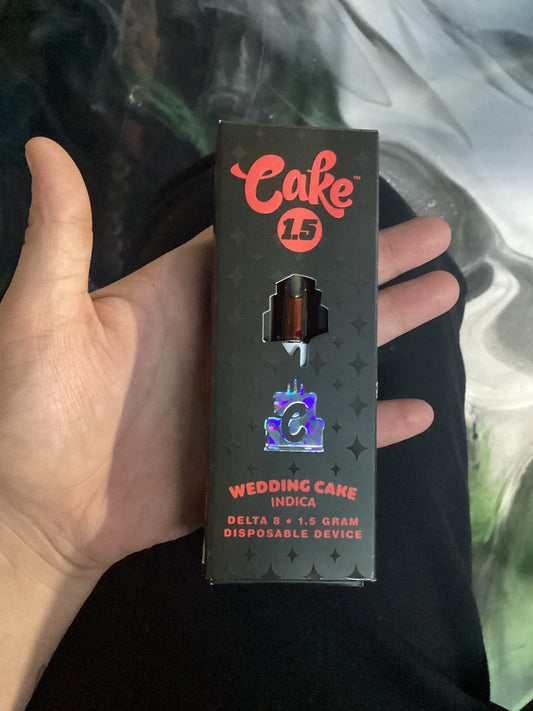 Cake™
1.5
C
WEDDING CAKE
INDICA
DELTA 8 • 1.5 GRAM
DISPOSABLE DEVICE